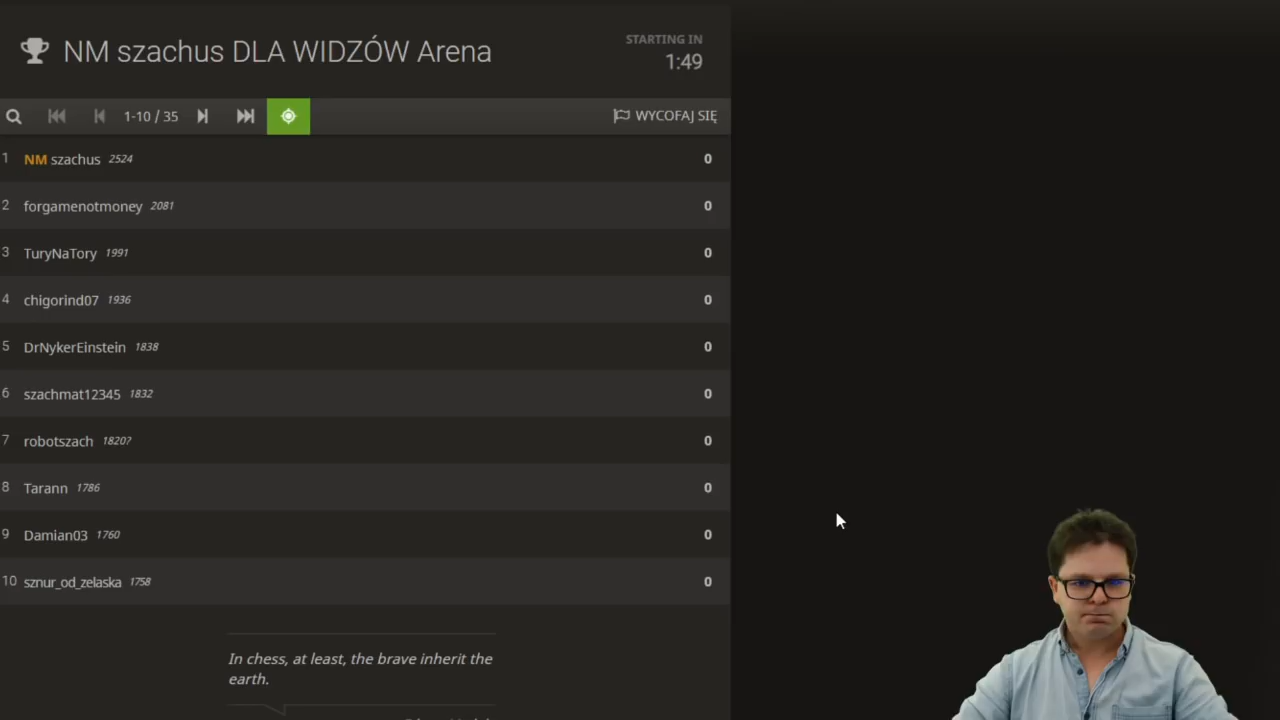 NM szachus DLA WIDZÓW Arena
STARTING IN
1:49
1-10 / 35
WYCOFAJ SIĘ
1 NM szachus 2524 0
2 forgamenotmoney 2081 0
3 TuryNaTory 1991 0
4 chigorind07 1936 0
5 DrNykerEinstein 1838 0
6 szachmat12345 1832 0
7 robotszach 1820? 0
8 Tarann 1786 0
9 Damian03 1760 0
10 sznur_od_zelaska 1758 0
In chess, at least, the brave inherit the
earth.